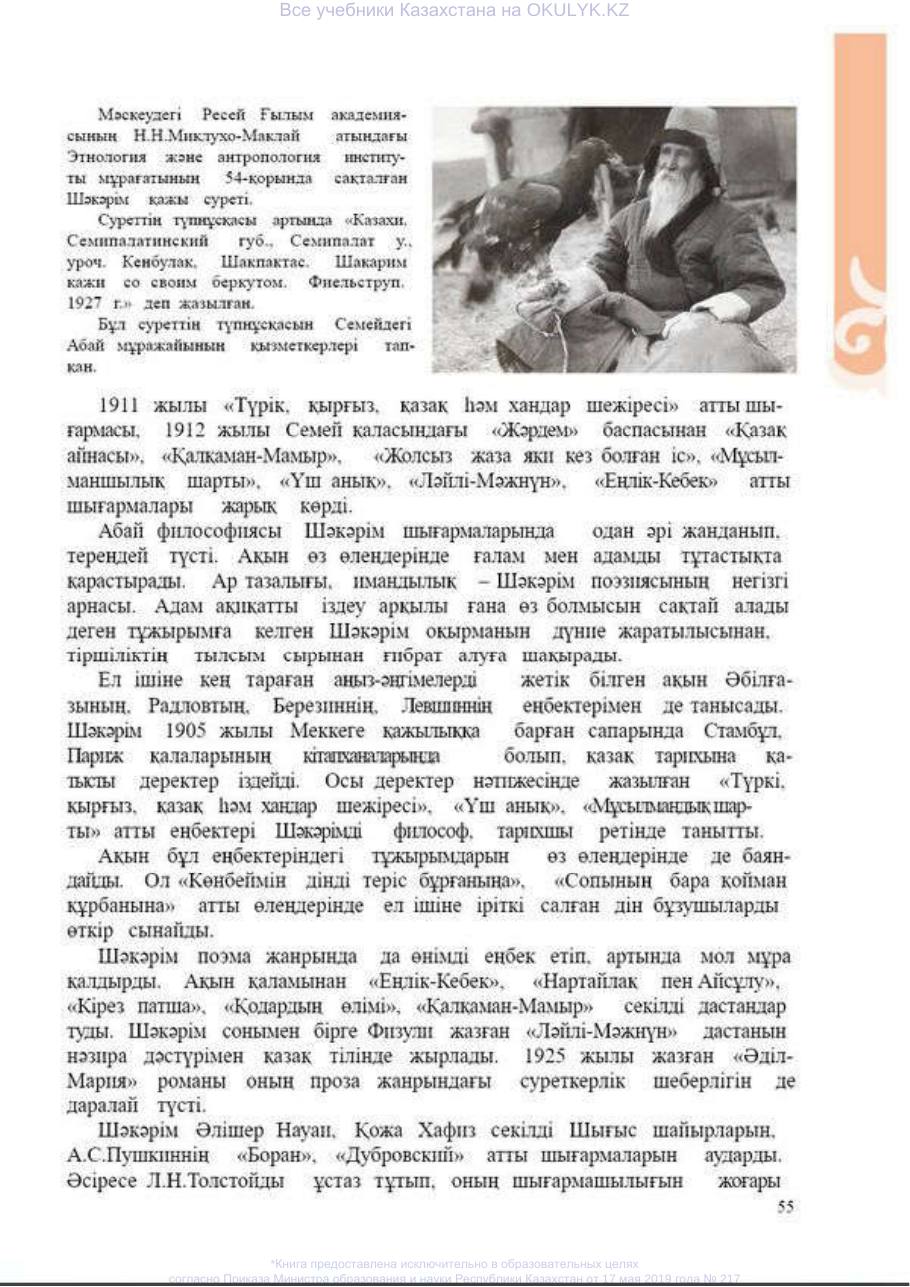 Все учебники Казахстана на OKULYK.KZ
Мәскеудегі Ресей Ғылым академия-
сының Н.Н.Миклухо-Маклай атындағы
Этнология және антропология институ-
ты мұрағатының 54-қорында сақталған
Шәкәрім қажы суреті.
Суреттің түпнұсқасы артында «Казахи,
Семипалатинский губ., Семипалат у.,
уроч. Кенбулак, Шакпактас. Шакарим
кажи со своим беркутом. Фиельструп,
1927 г.» деп жазылған.
Бұл суреттің түпнұсқасын Семейдегі
Абай мұражайының қызметкерлері тап-
қан.
1911 жылы «Түрік, қырғыз, қазақ һәм хандар шежіресі» атты шы-
ғармасы, 1912 жылы Семей қаласындағы «Жәрдем» баспасынан «Қазақ
айнасы», «Қалқаман-Мамыр», «Жолсыз жаза яки кез болған іс», «Мұсыл-
маншылық шарты», «Үш анық», «Ләйлі-Мәжнүн», «Еңлік-Кебек» атты
шығармалары жарық көрді.
Абай философиясы Шәкәрім шығармаларында одан әрі жанданып,
тереңдей түсті. Ақын өз өлеңдерінде ғалам мен адамды тұтастықта
қарастырады. Ар тазалығы, имандылық – Шәкәрім поэзиясының негізгі
арнасы. Адам ақиқатты іздеу арқылы ғана өз болмысын сақтай алады
деген тұжырымға келген Шәкәрім оқырманын дүние жаратылысынан,
тіршіліктің тылсым сырынан ғибрат алуға шақырады.
Ел ішіне кең тараған аңыз-әңгімелерді жетік білген ақын Әбілға-
зының, Радловтың, Березиннің, Левшиннің еңбектерімен де танысады.
Шәкәрім 1905 жылы Меккеге қажылыққа барған сапарында Стамбұл,
Париж қалаларының кітапханаларында болып, қазақ тарихына қа-
тысты деректер іздейді. Осы деректер нәтижесінде жазылған «Түркі,
қырғыз, қазақ һәм хандар шежіресі», «Үш анық», «Мұсылмандық шар-
ты» атты еңбектері Шәкәрімді философ, тарихшы ретінде танытты.
Ақын бұл еңбектеріндегі тұжырымдарын өз өлеңдерінде де баян-
дайды. Ол «Көнбеймін дінді теріс бұрғаныңа», «Сопының бара қойман
құрбанына» атты өлеңдерінде ел ішіне іріткі салған дін бұзушыларды
өткір сынайды.
Шәкәрім поэма жанрында да өнімді еңбек етіп, артында мол мұра
қалдырды. Ақын қаламынан «Еңлік-Кебек», «Нартайлақ пен Айсұлу»,
«Кірез патша», «Қодардың өлімі», «Қалқаман-Мамыр» секілді дастандар
туды. Шәкәрім сонымен бірге Физули жазған «Ләйлі-Мәжнүн» дастанын
нәзира дәстүрімен қазақ тілінде жырлады. 1925 жылы жазған «Әділ-
Мария» романы оның проза жанрындағы суреткерлік шеберлігін де
даралай түсті.
Шәкәрім Әлішер Науаи, Қожа Хафиз секілді Шығыс шайырларын,
А.С.Пушкиннің «Боран», «Дубровский» атты шығармаларын аударды.
Әсіресе Л.Н.Толстойды ұстаз тұтып, оның шығармашылығын жоғары
55
*Книга предоставлена исключительно в образовательных целях
согласно Приказа Министра образования и науки Республики Казахстан от 17 мая 2019 года № 217